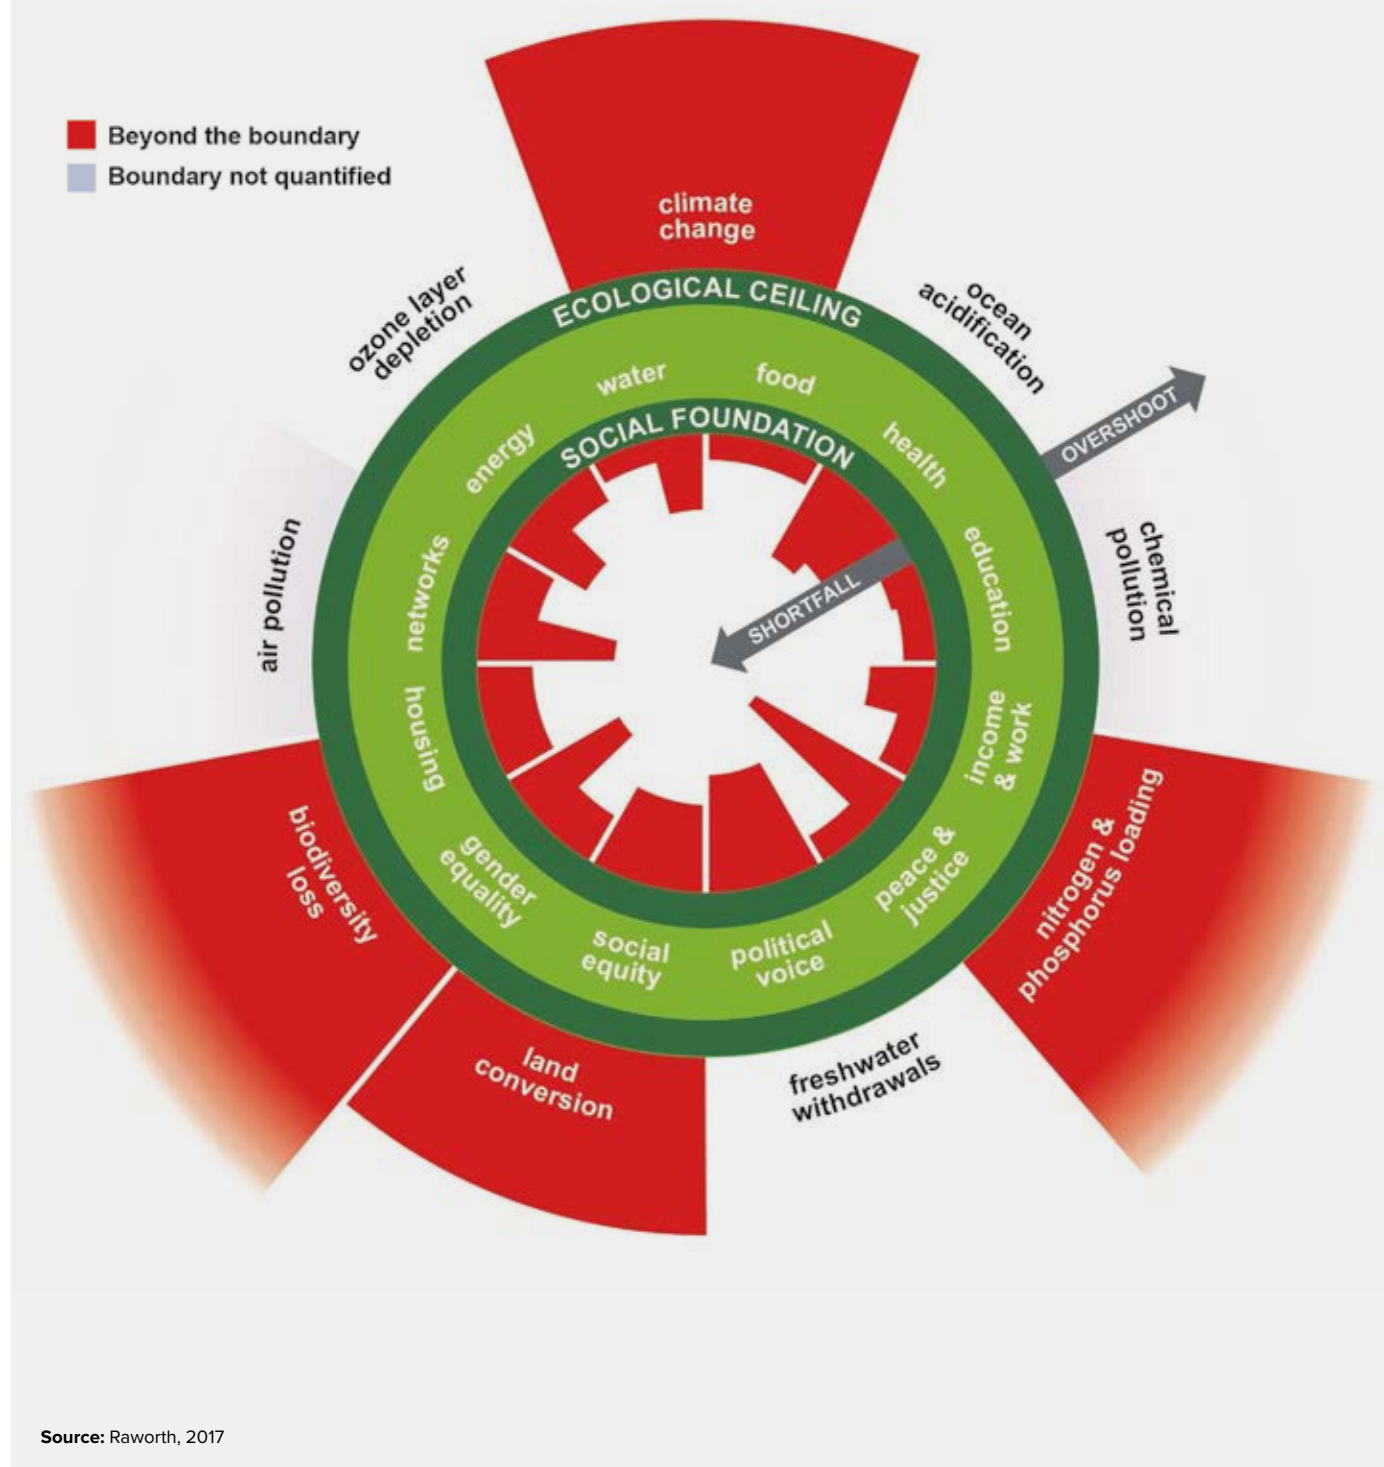 Beyond the boundary
Boundary not quantified
climate
change
ozone layer
depletion
ocean
acidification
ECOLOGICAL CEILING
water
food
SOCIAL FOUNDATION
energy
health
OVERSHOOT
networks
education
SHORTFALL
air pollution
chemical
pollution
housing
income
& work
biodiversity
loss
gender
equality
peace &
justice
nitrogen &
phosphorus loading
social
equity
political
voice
land
conversion
freshwater
withdrawals
Source: Raworth, 2017